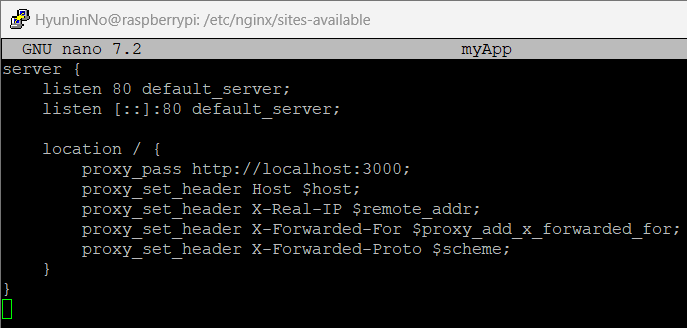 HyunJinNo@raspberrypi: /etc/nginx/sites-available
GNU nano 7.2 myApp
server {
    listen 80 default_server;
    listen [::]:80 default_server;

    location / {
        proxy_pass http://localhost:3000;
        proxy_set_header Host $host;
        proxy_set_header X-Real-IP $remote_addr;
        proxy_set_header X-Forwarded-For $proxy_add_x_forwarded_for;
        proxy_set_header X-Forwarded-Proto $scheme;
    }
}